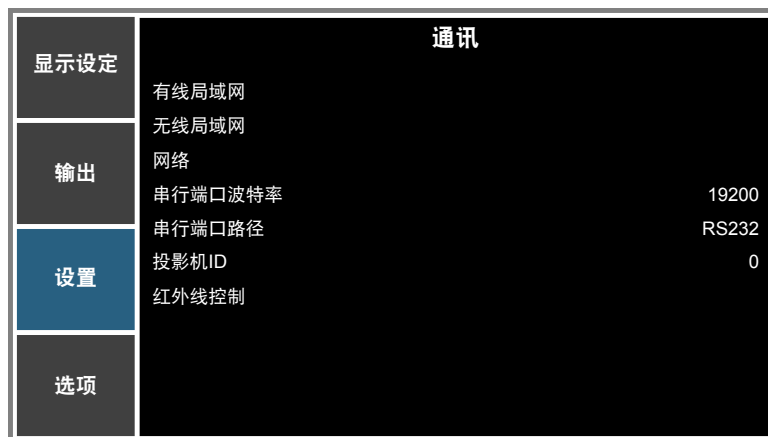 显示设定
输出
设置
选项
通讯
有线局域网
无线局域网
网络
串行端口波特率 19200
串行端口路径 RS232
投影机ID 0
红外线控制